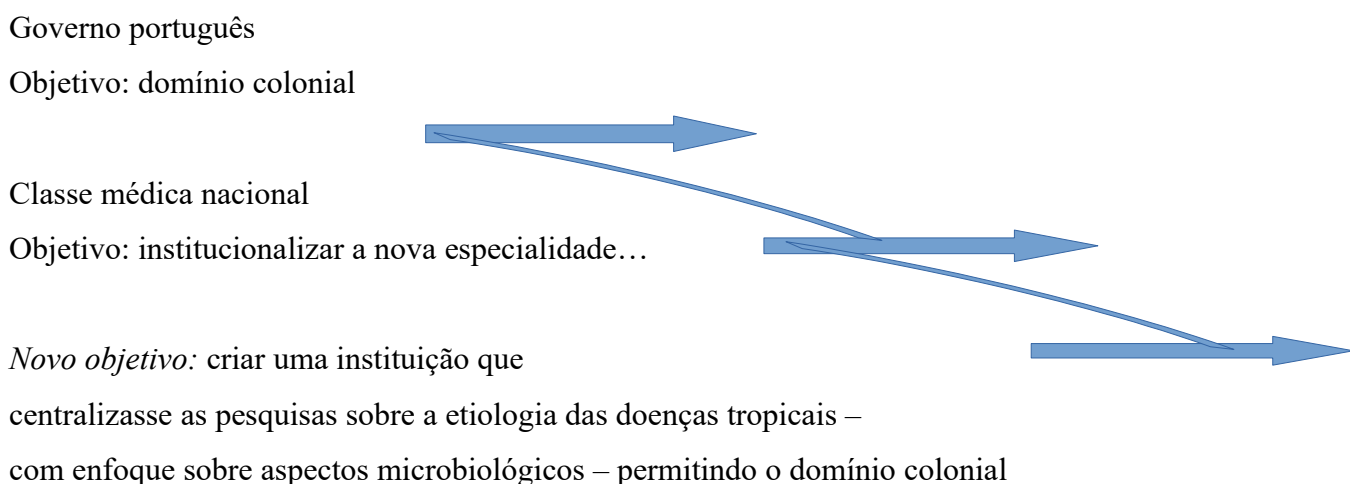 Governo português
Objetivo: domínio colonial
Classe médica nacional
Objetivo: institucionalizar a nova especialidade…
Novo objetivo: criar uma instituição que
centralizasse as pesquisas sobre a etiologia das doenças tropicais –
com enfoque sobre aspectos microbiológicos – permitindo o domínio colonial